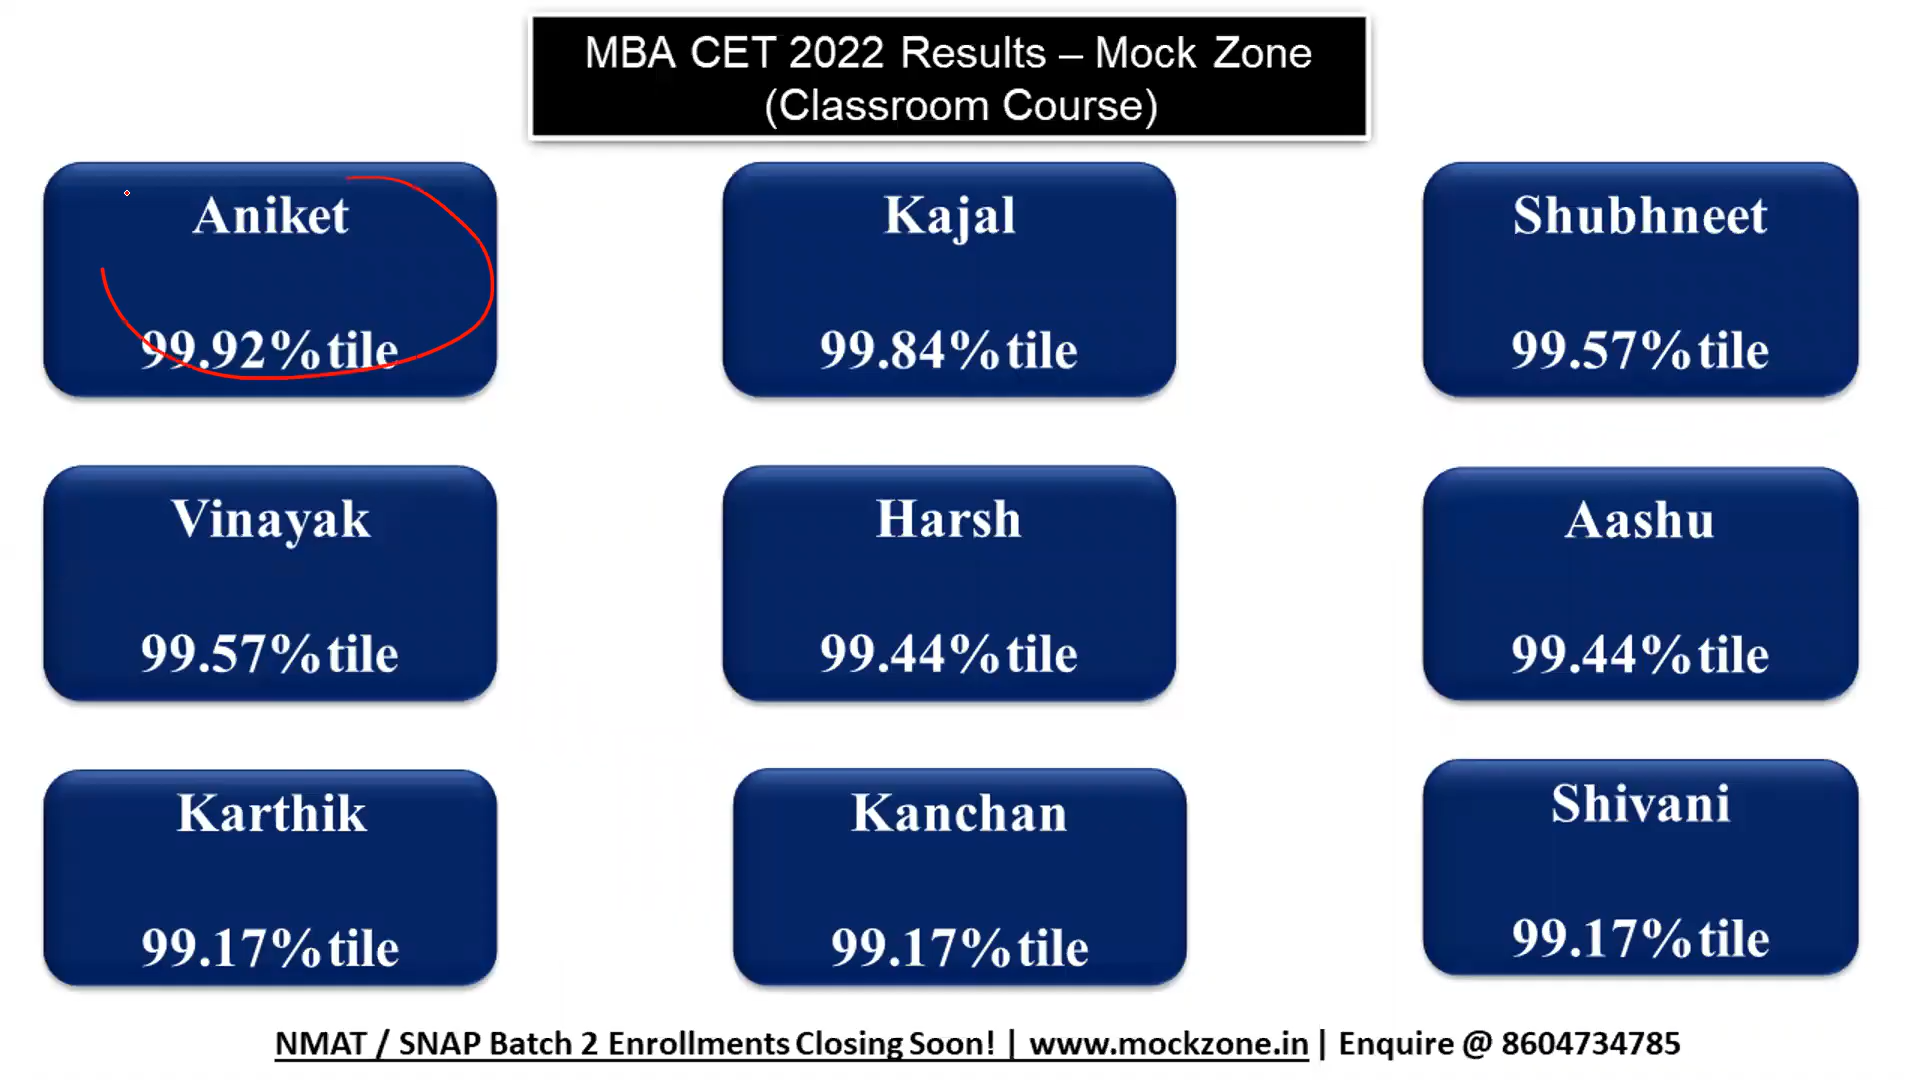 MBA CET 2022 Results – Mock Zone
(Classroom Course)
Aniket
99.92%tile
Kajal
99.84%tile
Shubhneet
99.57%tile
Vinayak
99.57%tile
Harsh
99.44%tile
Aashu
99.44%tile
Karthik
99.17%tile
Kanchan
99.17%tile
Shivani
99.17%tile
NMAT / SNAP Batch 2 Enrollments Closing Soon! | www.mockzone.in | Enquire @ 8604734785